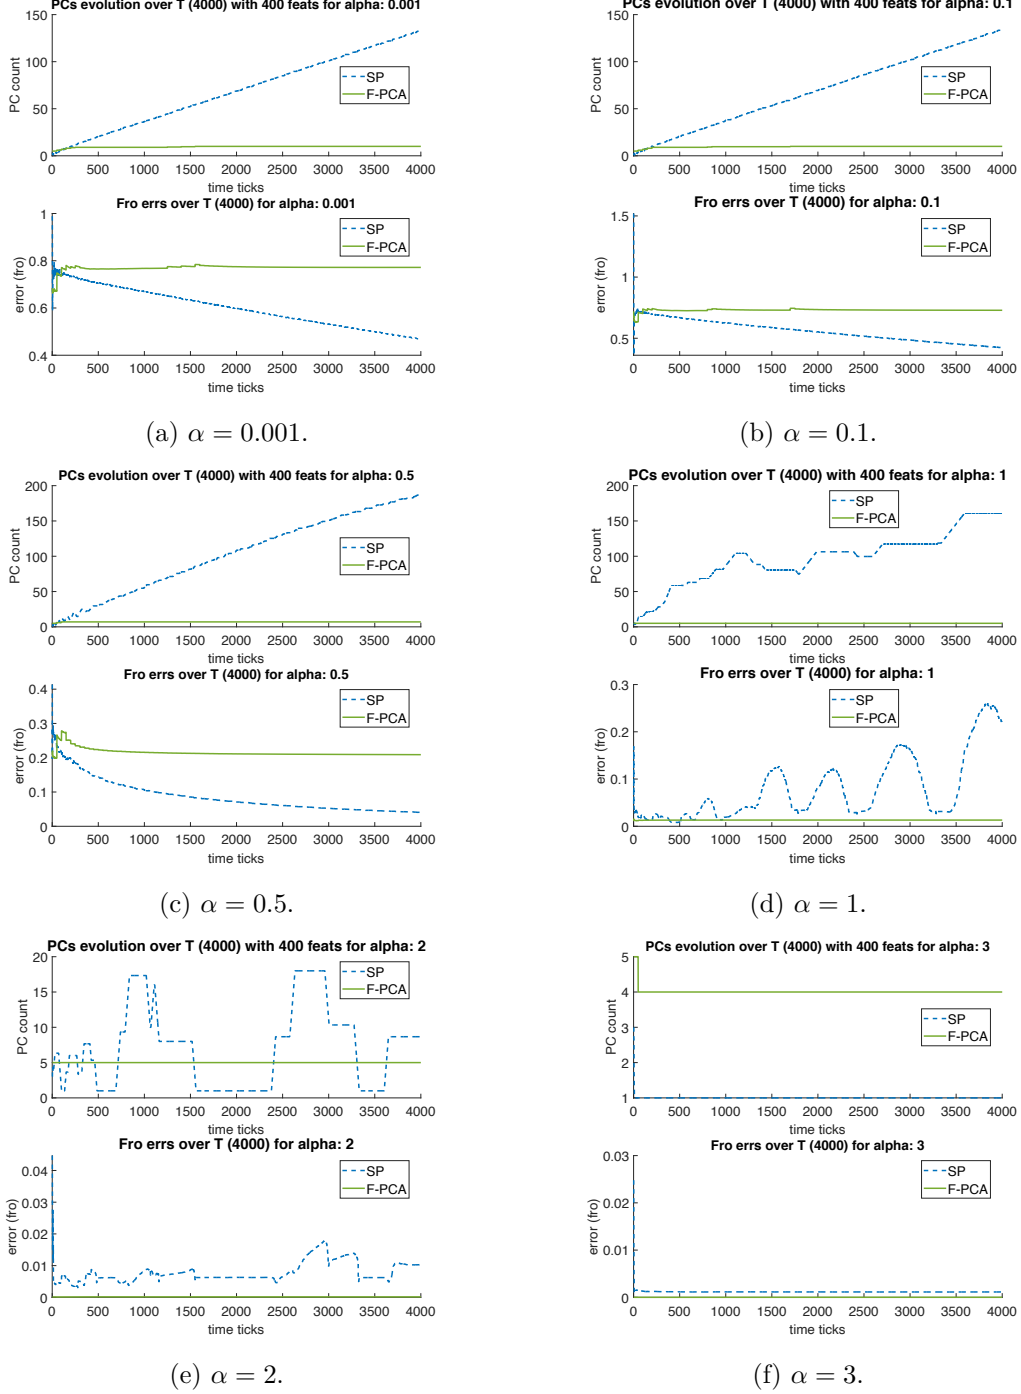 PCs evolution over T (4000) with 400 feats for alpha: 0.001
150
100
50
0
PC count
SP
F-PCA
0 500 1000 1500 2000 2500 3000 3500 4000
time ticks
Fro errs over T (4000) for alpha: 0.001
1
0.8
0.6
0.4
error (fro)
SP
F-PCA
0 500 1000 1500 2000 2500 3000 3500 4000
time ticks
(a) α = 0.001.
PCs evolution over T (4000) with 400 feats for alpha: 0.1
150
100
50
0
PC count
SP
F-PCA
0 500 1000 1500 2000 2500 3000 3500 4000
time ticks
Fro errs over T (4000) for alpha: 0.1
1.5
1
0.5
error (fro)
SP
F-PCA
0 500 1000 1500 2000 2500 3000 3500 4000
time ticks
(b) α = 0.1.
PCs evolution over T (4000) with 400 feats for alpha: 0.5
200
150
100
50
0
PC count
SP
F-PCA
0 500 1000 1500 2000 2500 3000 3500 4000
time ticks
Fro errs over T (4000) for alpha: 0.5
0.4
0.3
0.2
0.1
0
error (fro)
SP
F-PCA
0 500 1000 1500 2000 2500 3000 3500 4000
time ticks
(c) α = 0.5.
PCs evolution over T (4000) with 400 feats for alpha: 1
200
150
100
50
0
PC count
SP
F-PCA
0 500 1000 1500 2000 2500 3000 3500 4000
time ticks
Fro errs over T (4000) for alpha: 1
0.3
0.2
0.1
0
error (fro)
SP
F-PCA
0 500 1000 1500 2000 2500 3000 3500 4000
time ticks
(d) α = 1.
PCs evolution over T (4000) with 400 feats for alpha: 2
20
15
10
5
0
PC count
SP
F-PCA
0 500 1000 1500 2000 2500 3000 3500 4000
time ticks
Fro errs over T (4000) for alpha: 2
0.04
0.03
0.02
0.01
0
error (fro)
SP
F-PCA
0 500 1000 1500 2000 2500 3000 3500 4000
time ticks
(e) α = 2.
PCs evolution over T (4000) with 400 feats for alpha: 3
5
4
3
2
1
PC count
SP
F-PCA
0 500 1000 1500 2000 2500 3000 3500 4000
time ticks
Fro errs over T (4000) for alpha: 3
0.03
0.02
0.01
0
error (fro)
SP
F-PCA
0 500 1000 1500 2000 2500 3000 3500 4000
time ticks
(f) α = 3.